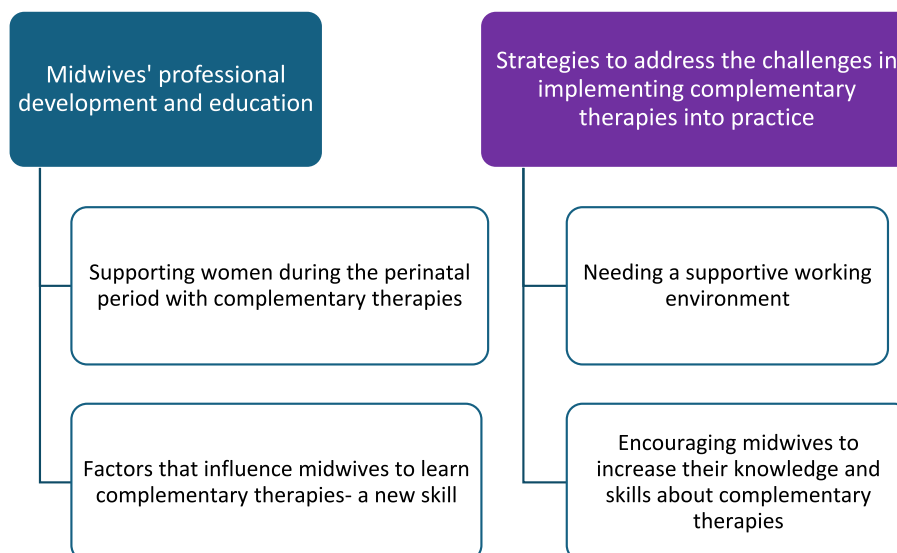 Midwives' professional
development and education
Supporting women during the perinatal
period with complementary therapies
Factors that influence midwives to learn
complementary therapies- a new skill
Strategies to address the challenges in
implementing complementary
therapies into practice
Needing a supportive working
environment
Encouraging midwives to
increase their knowledge and
skills about complementary
therapies